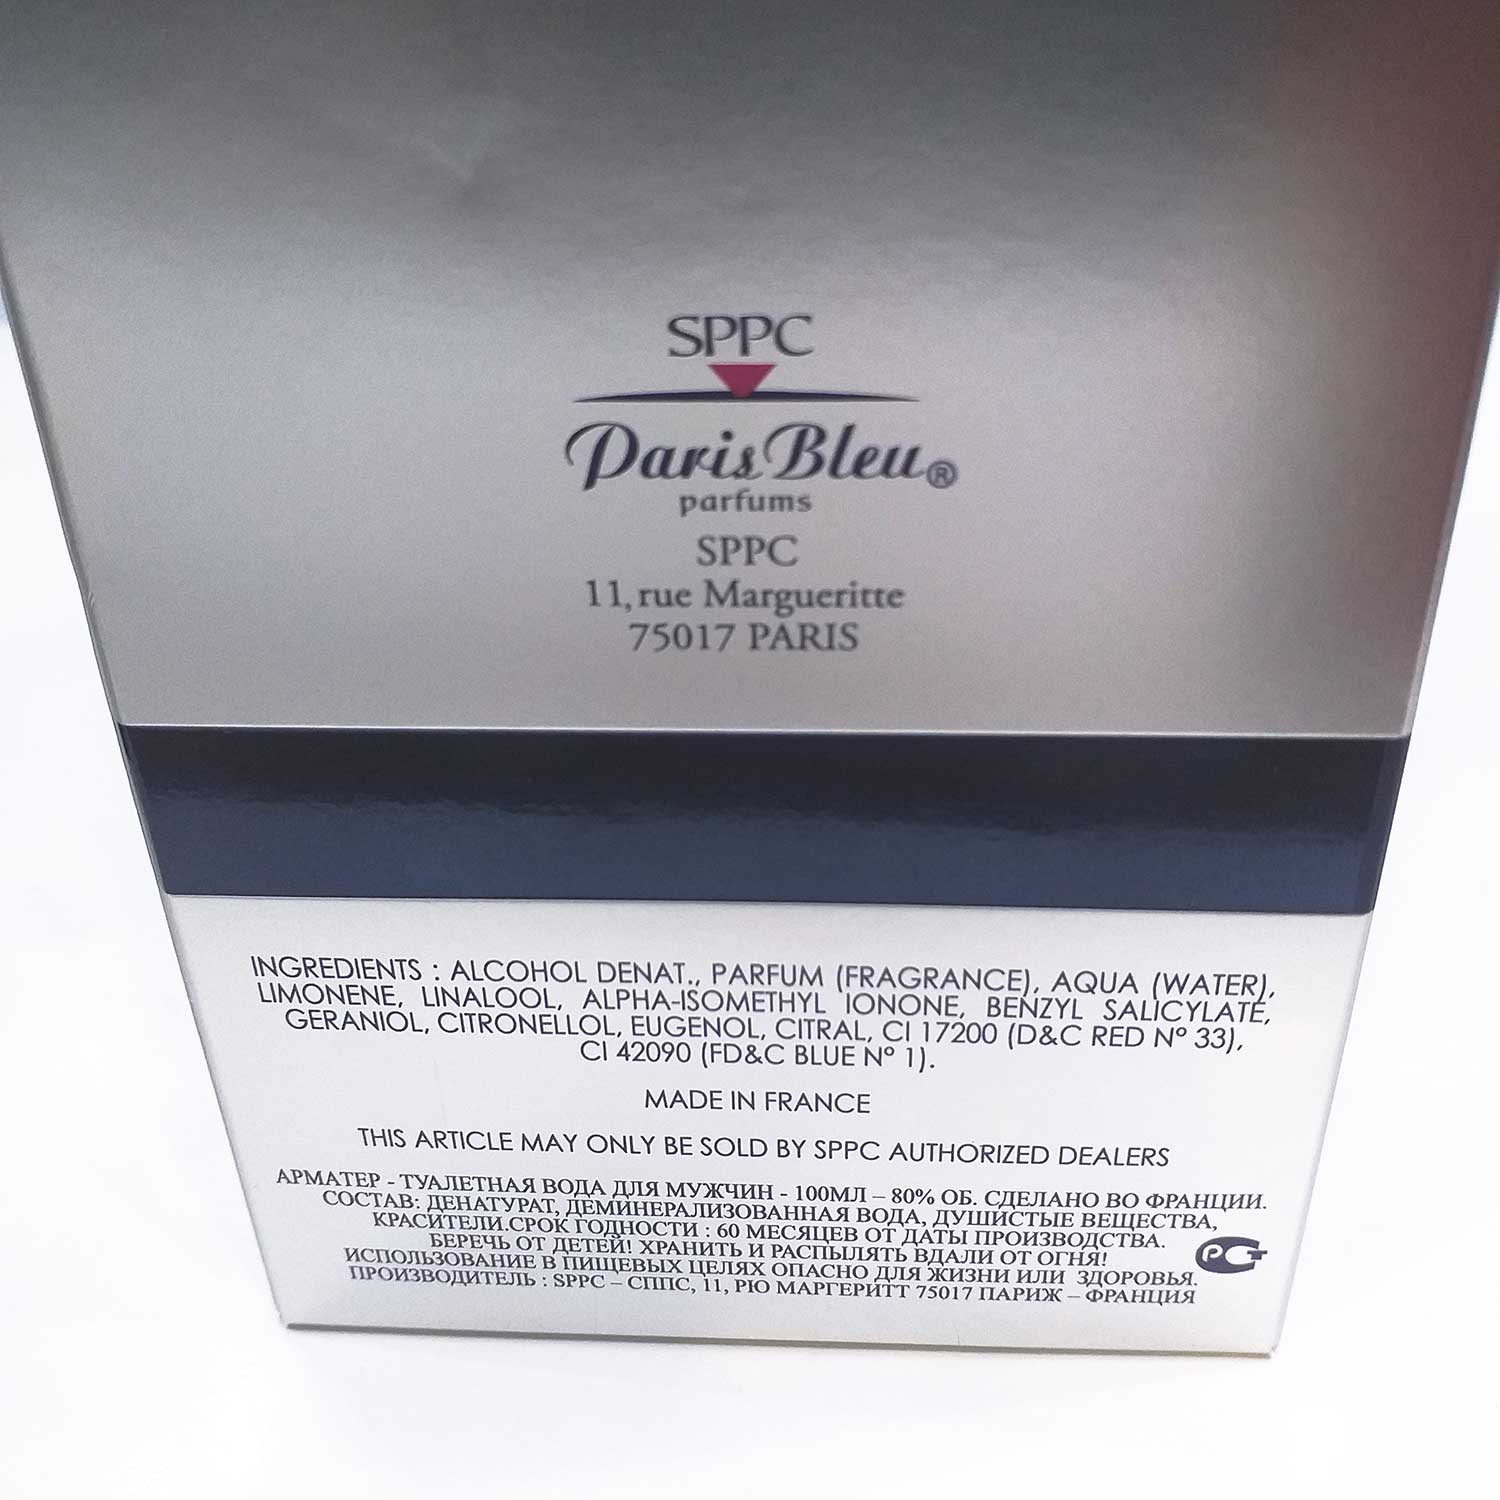 SPPC
Paris Bleu®
parfums
SPPC
11, rue Margueritte
75017 PARIS
INGREDIENTS : ALCOHOL DENAT., PARFUM (FRAGRANCE), AQUA (WATER),
LIMONENE, LINALOOL, ALPHA-ISOMETHYL IONONE, BENZYL SALICYLATE,
GERANIOL, CITRONELLOL, EUGENOL, CITRAL, CI 17200 (D&C RED Nº 33),
CI 42090 (FD&C BLUE Nº 1).
MADE IN FRANCE
THIS ARTICLE MAY ONLY BE SOLD BY SPPC AUTHORIZED DEALERS
АРМАТЕР - ТУАЛЕТНАЯ ВОДА ДЛЯ МУЖЧИН - 100МЛ – 80% ОБ. СДЕЛАНО ВО ФРАНЦИИ.
СОСТАВ: ДЕНАТУРАТ, ДЕМИНЕРАЛИЗОВАННАЯ ВОДА, ДУШИСТЫЕ ВЕЩЕСТВА,
КРАСИТЕЛИ.СРОК ГОДНОСТИ : 60 МЕСЯЦЕВ ОТ ДАТЫ ПРОИЗВОДСТВА.
БЕРЕЧЬ ОТ ДЕТЕЙ! ХРАНИТЬ И РАСПЫЛЯТЬ ВДАЛИ ОТ ОГНЯ!
ИСПОЛЬЗОВАНИЕ В ПИЩЕВЫХ ЦЕЛЯХ ОПАСНО ДЛЯ ЖИЗНИ ИЛИ ЗДОРОВЬЯ.
ПРОИЗВОДИТЕЛЬ : SPPC – СППС, 11, РЮ МАРГЕРИТТ 75017 ПАРИЖ – ФРАНЦИЯ
РСТ